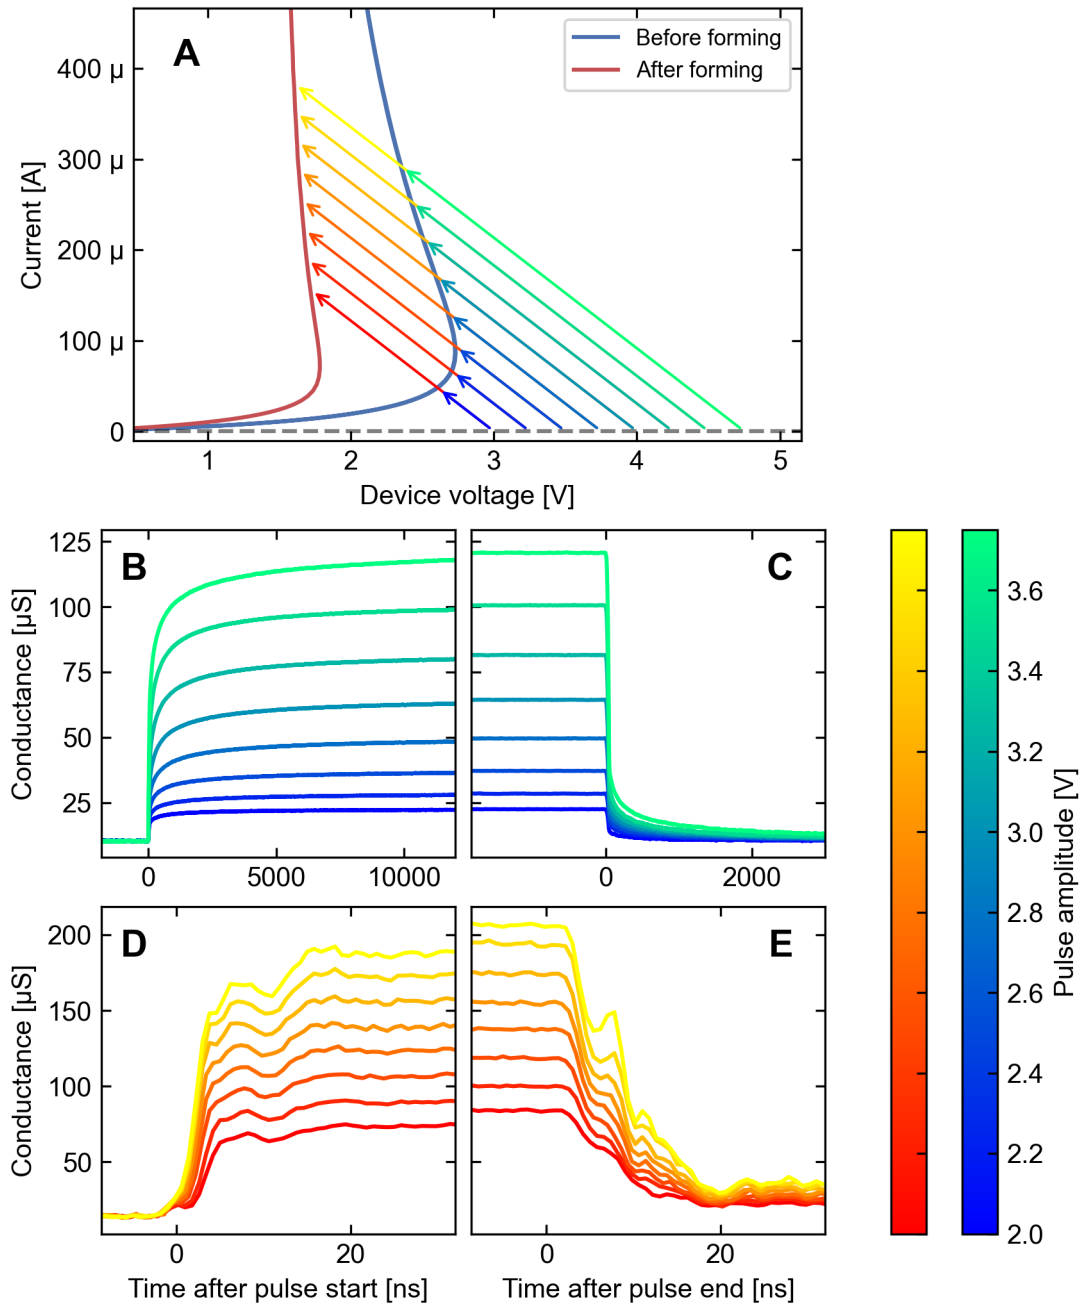 A
Before forming
After forming
400 µ
300 µ
200 µ
100 µ
0
Current [A]
1 2 3 4 5
Device voltage [V]
B
C
125
100
75
50
25
Conductance [µS]
0 5000 10000
0 2000
D
E
200
150
100
50
Conductance [µS]
0 20
0 20
Time after pulse start [ns]
Time after pulse end [ns]
3.6
3.4
3.2
3.0
2.8
2.6
2.4
2.2
2.0
Pulse amplitude [V]